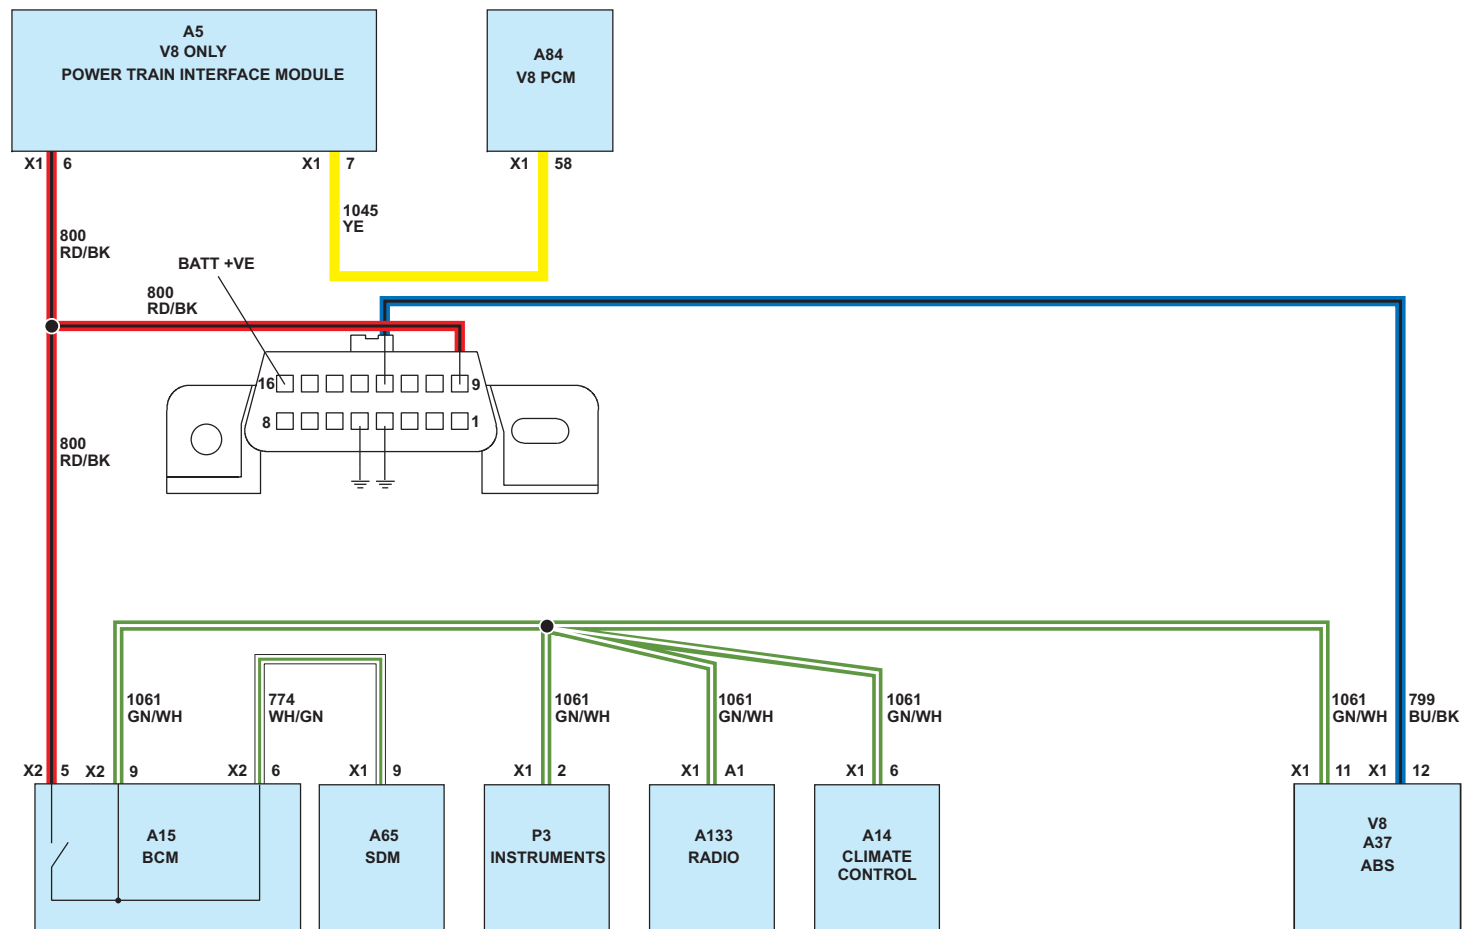 A5
V8 ONLY
POWER TRAIN INTERFACE MODULE
A84
V8 PCM
X1 6
X1 7
X1 58
1045
YE
800
RD/BK
BATT +VE
800
RD/BK
16
9
8
1
800
RD/BK
1061
GN/WH
774
WH/GN
1061
GN/WH
1061
GN/WH
1061
GN/WH
1061
GN/WH
799
BU/BK
X2 5
X2 9
X2 6
X1 9
X1 2
X1 A1
X1 6
X1 11
X1 12
A15
BCM
A65
SDM
P3
INSTRUMENTS
A133
RADIO
A14
CLIMATE
CONTROL
V8
A37
ABS